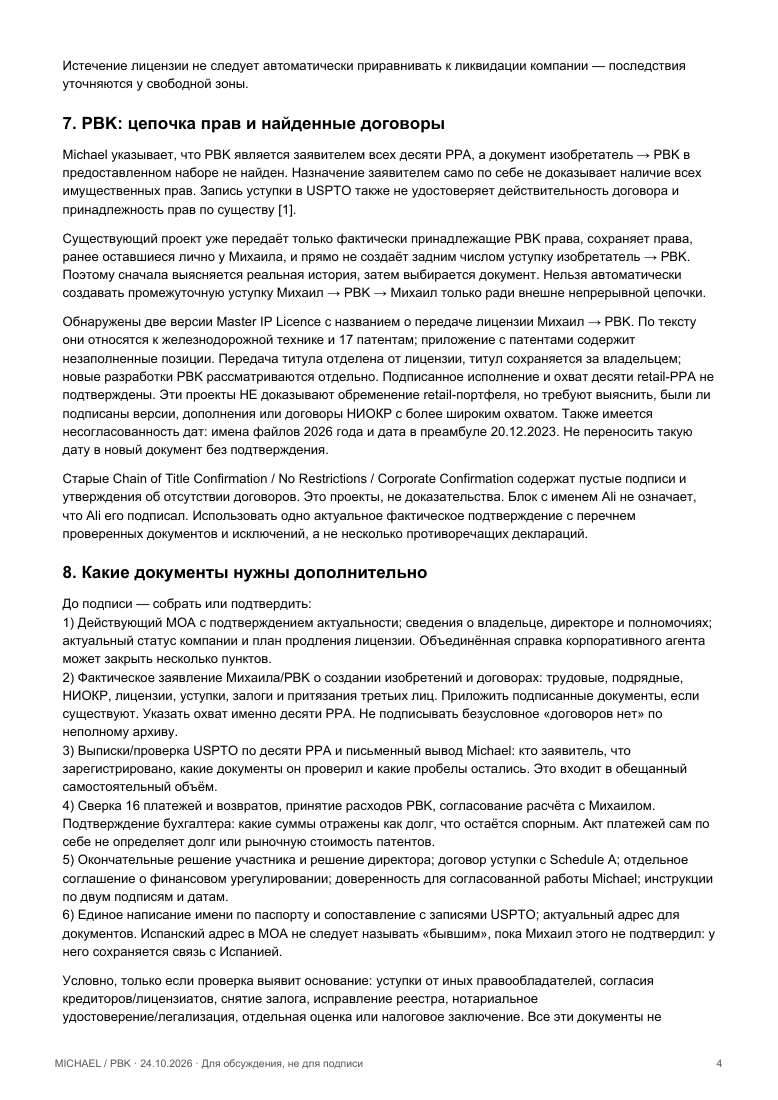 Истечение лицензии не следует автоматически приравнивать к ликвидации компании — последствия
уточняются у свободной зоны.
7. PBK: цепочка прав и найденные договоры
Michael указывает, что PBK является заявителем всех десяти PPA, а документ изобретатель → PBK в
предоставленном наборе не найден. Назначение заявителем само по себе не доказывает наличие всех
имущественных прав. Запись уступки в USPTO также не удостоверяет действительность договора и
принадлежность прав по существу [1].
Существующий проект уже передаёт только фактически принадлежащие PBK права, сохраняет права,
ранее оставшиеся лично у Михаила, и прямо не создаёт задним числом уступку изобретатель → PBK.
Поэтому сначала выясняется реальная история, затем выбирается документ. Нельзя автоматически
создавать промежуточную уступку Михаил → PBK → Михаил только ради внешне непрерывной цепочки.
Обнаружены две версии Master IP Licence с названием о передаче лицензии Михаил → PBK. По тексту
они относятся к железнодорожной технике и 17 патентам; приложение с патентами содержит
незаполненные позиции. Передача титула отделена от лицензии, титул сохраняется за владельцем;
новые разработки PBK рассматриваются отдельно. Подписанное исполнение и охват десяти retail-PPA не
подтверждены. Эти проекты НЕ доказывают обременение retail-портфеля, но требуют выяснить, были ли
подписаны версии, дополнения или договоры НИОКР с более широким охватом. Также имеется
несогласованность дат: имена файлов 2026 года и дата в преамбуле 20.12.2023. Не переносить такую
дату в новый документ без подтверждения.
Старые Chain of Title Confirmation / No Restrictions / Corporate Confirmation содержат пустые подписи и
утверждения об отсутствии договоров. Это проекты, не доказательства. Блок с именем Ali не означает,
что Ali его подписал. Использовать одно актуальное фактическое подтверждение с перечнем
проверенных документов и исключений, а не несколько противоречащих деклараций.
8. Какие документы нужны дополнительно
До подписи — собрать или подтвердить:
1) Действующий MOA с подтверждением актуальности; сведения о владельце, директоре и полномочиях;
актуальный статус компании и план продления лицензии. Объединённая справка корпоративного агента
может закрыть несколько пунктов.
2) Фактическое заявление Михаила/PBK о создании изобретений и договорах: трудовые, подрядные,
НИОКР, лицензии, уступки, залоги и притязания третьих лиц. Приложить подписанные документы, если
существуют. Указать охват именно десяти PPA. Не подписывать безусловное «договоров нет» по
неполному архиву.
3) Выписки/проверка USPTO по десяти PPA и письменный вывод Michael: кто заявитель, что
зарегистрировано, какие документы он проверил и какие пробелы остались. Это входит в обещанный
самостоятельный объём.
4) Сверка 16 платежей и возвратов, принятие расходов PBK, согласование расчёта с Михаилом.
Подтверждение бухгалтера: какие суммы отражены как долг, что остаётся спорным. Акт платежей сам по
себе не определяет долг или рыночную стоимость патентов.
5) Окончательные решение участника и решение директора; договор уступки с Schedule A; отдельное
соглашение о финансовом урегулировании; доверенность для согласованной работы Michael; инструкции
по двум подписям и датам.
6) Единое написание имени по паспорту и сопоставление с записями USPTO; актуальный адрес для
документов. Испанский адрес в MOA не следует называть «бывшим», пока Михаил этого не подтвердил: у
него сохраняется связь с Испанией.
Условно, только если проверка выявит основание: уступки от иных правообладателей, согласия
кредиторов/лицензиатов, снятие залога, исправление реестра, нотариальное
удостоверение/легализация, отдельная оценка или налоговое заключение. Все эти документы не
MICHAEL / PBK · 24.10.2026 · Для обсуждения, не для подписи
4